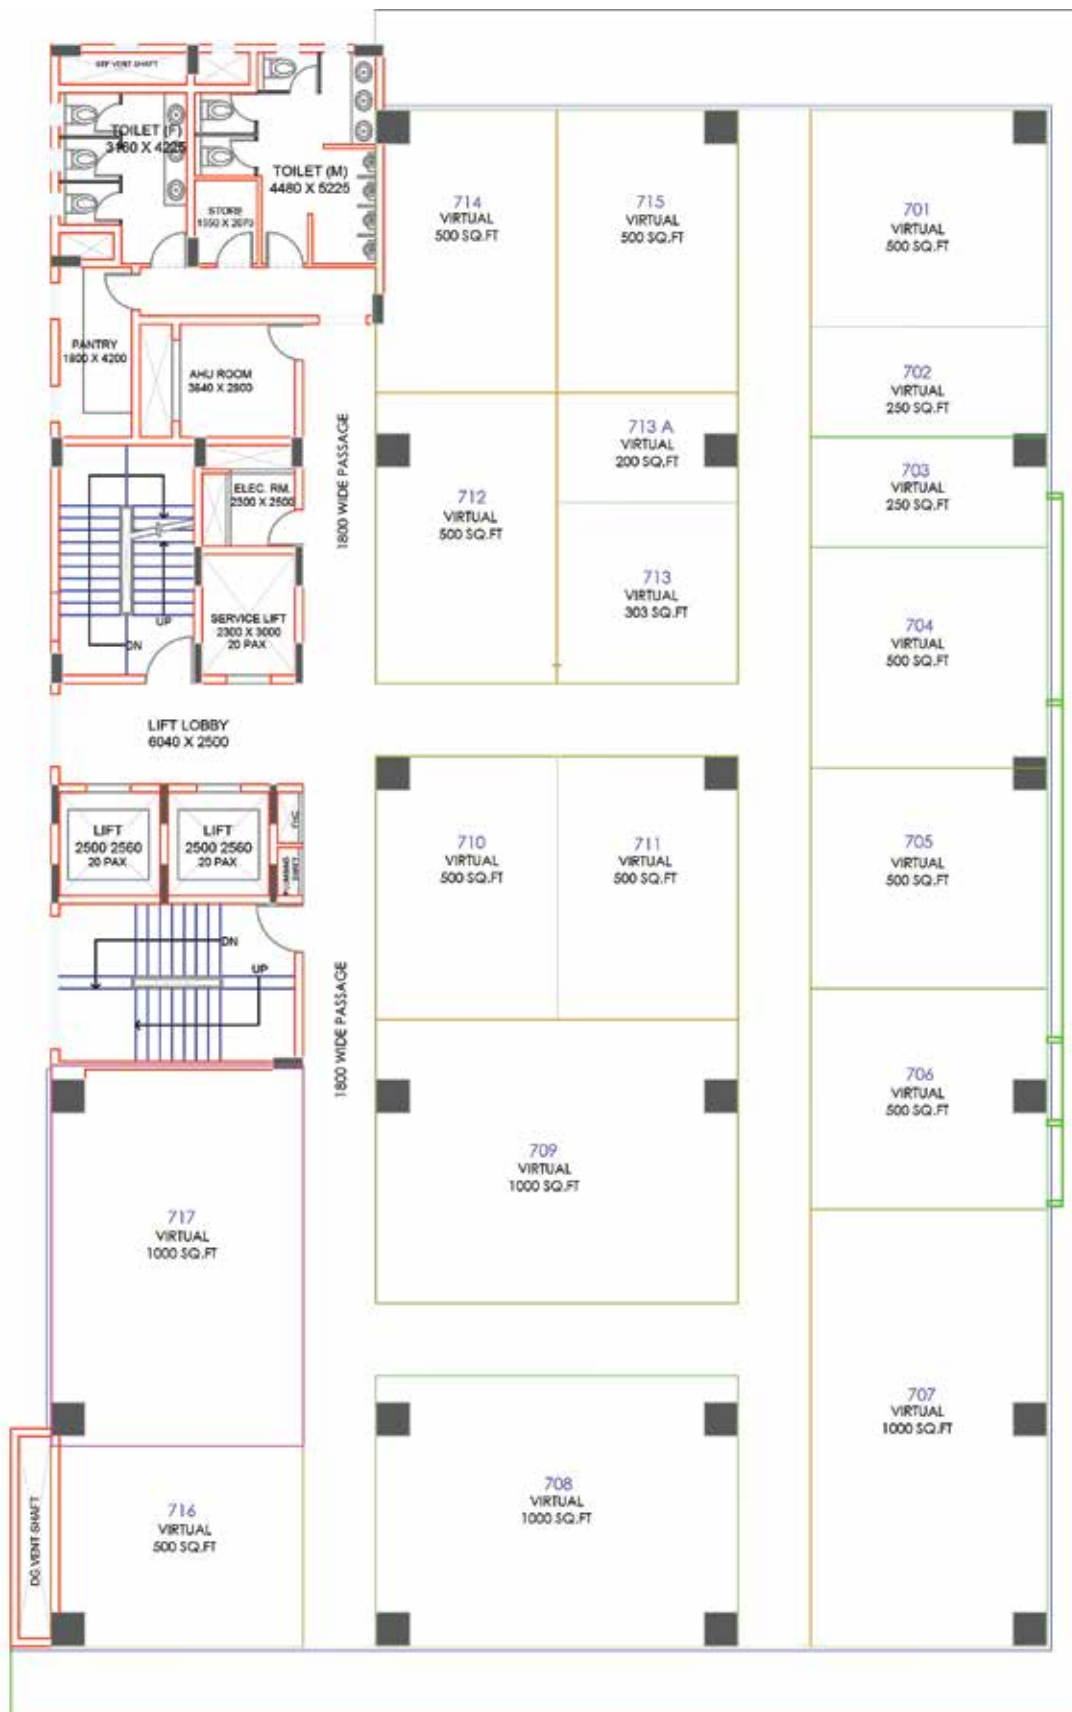 TOILET (F)
3160 X 4225
TOILET (M)
4480 X 5225
STORE
PANTRY
1800 X 4200
AHU ROOM
3640 X 2800
ELEC. RM.
2300 X 2500
SERVICE LIFT
2300 X 3000
20 PAX
UP
DN
1800 WIDE PASSAGE
LIFT LOBBY
6040 X 2500
LIFT
2500 2560
20 PAX
LIFT
2500 2560
20 PAX
DN
UP
1800 WIDE PASSAGE
714
VIRTUAL
500 SQ.FT
715
VIRTUAL
500 SQ.FT
701
VIRTUAL
500 SQ.FT
702
VIRTUAL
250 SQ.FT
713 A
VIRTUAL
200 SQ.FT
703
VIRTUAL
250 SQ.FT
712
VIRTUAL
500 SQ.FT
713
VIRTUAL
303 SQ.FT
704
VIRTUAL
500 SQ.FT
710
VIRTUAL
500 SQ.FT
711
VIRTUAL
500 SQ.FT
705
VIRTUAL
500 SQ.FT
706
VIRTUAL
500 SQ.FT
709
VIRTUAL
1000 SQ.FT
717
VIRTUAL
1000 SQ.FT
707
VIRTUAL
1000 SQ.FT
708
VIRTUAL
1000 SQ.FT
716
VIRTUAL
500 SQ.FT
DG.VENT SHAFT